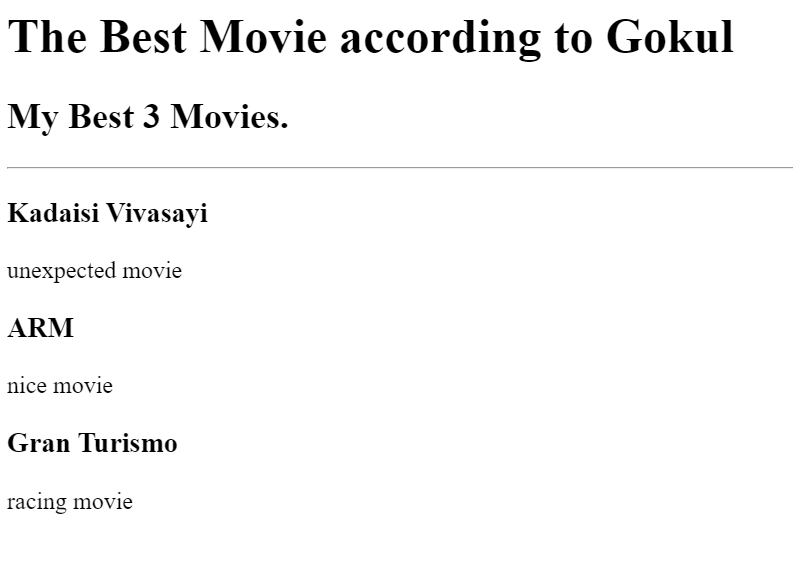 The Best Movie according to Gokul
My Best 3 Movies.
Kadaisi Vivasayi
unexpected movie
ARM
nice movie
Gran Turismo
racing movie